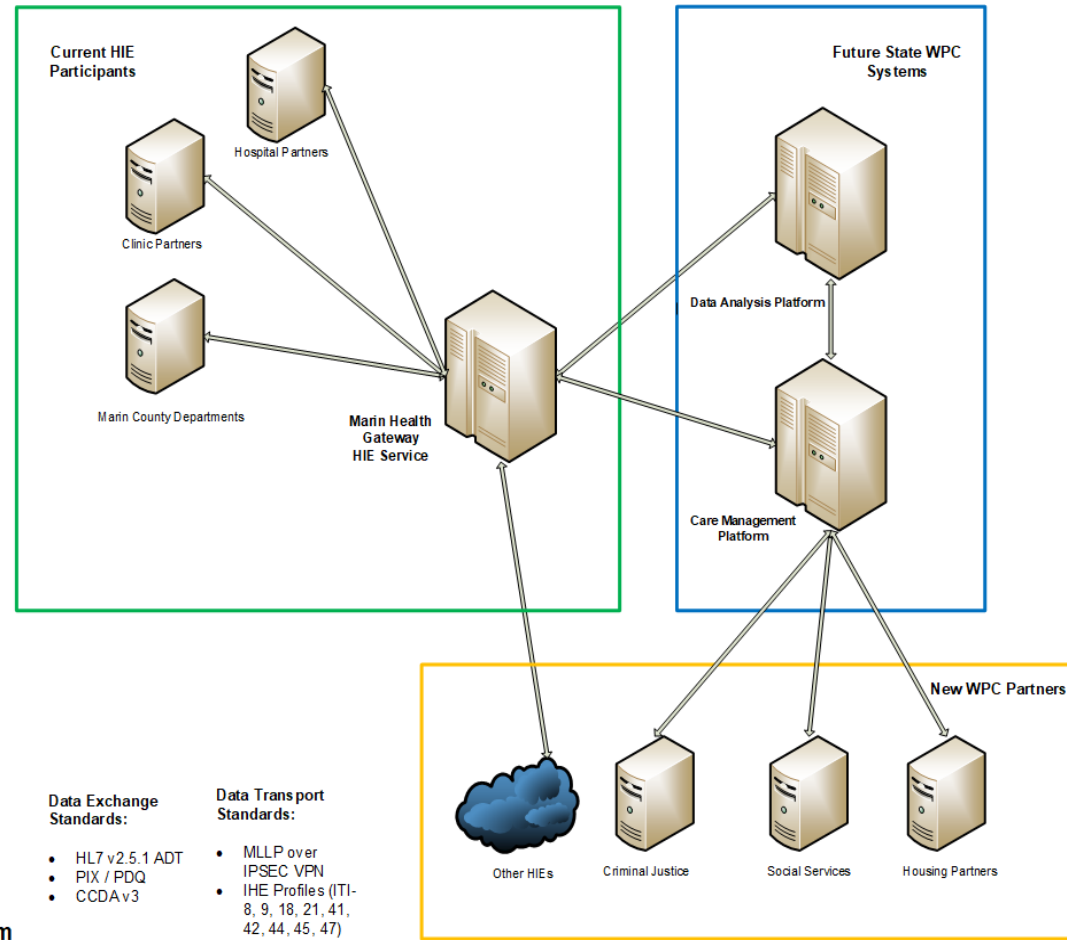 Current HIE
Participants
Future State WPC
Systems
Hospital Partners
Clinic Partners
Data Analysis Platform
Marin County Departments
Marin Health
Gateway
HIE Service
Care Management
Platform
New WPC Partners
Data Exchange
Standards:
• HL7 v2.5.1 ADT
• PIX / PDQ
• CCDA v3
Data Transport
Standards:
• MLLP over
IPSEC VPN
• IHE Profiles (ITI-
8, 9, 18, 21, 41,
42, 44, 45, 47)
Other HIEs
Criminal Justice
Social Services
Housing Partners